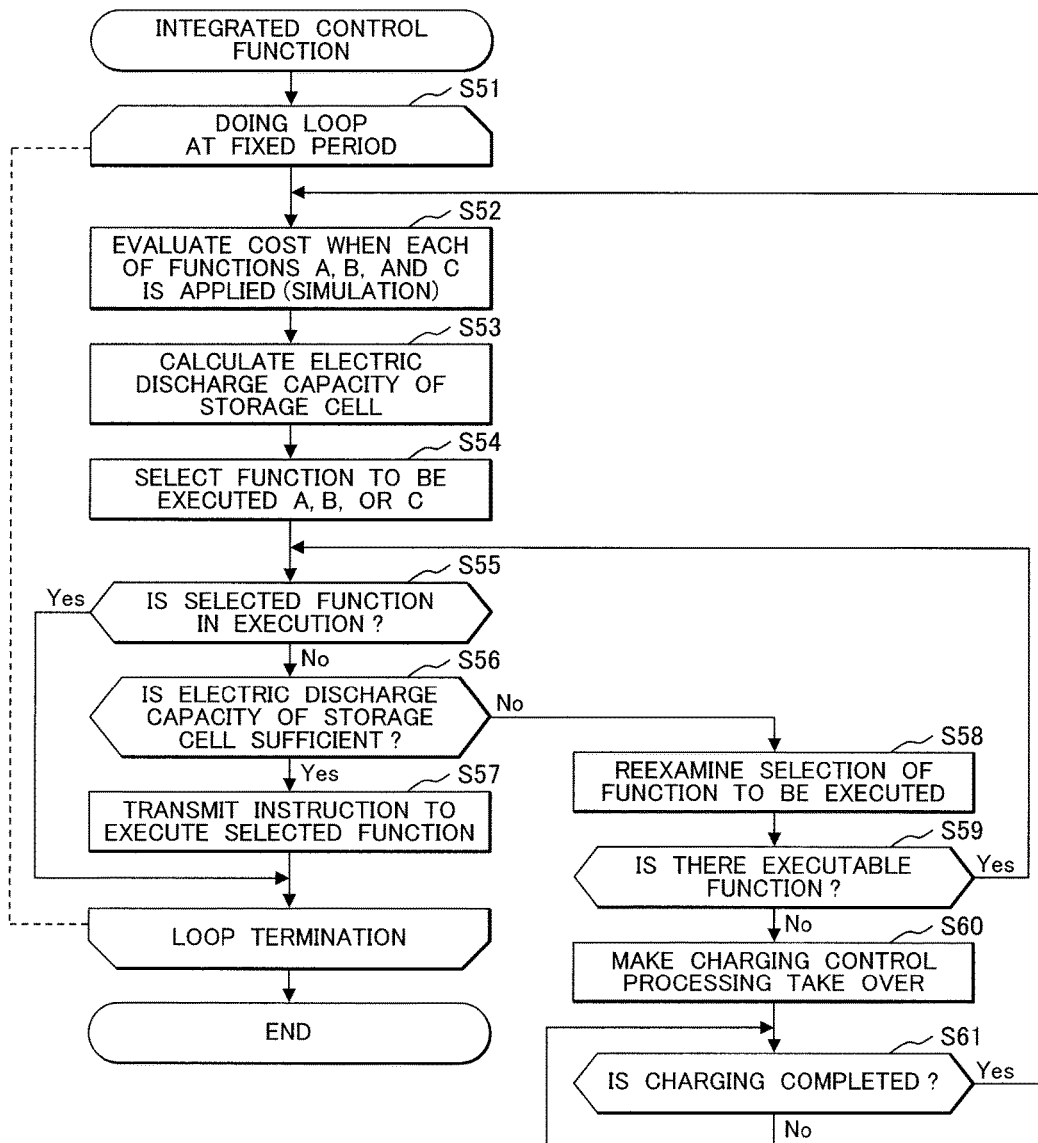 INTEGRATED CONTROL
FUNCTION
S51
DOING LOOP
AT FIXED PERIOD
S52
EVALUATE COST WHEN EACH
OF FUNCTIONS A, B, AND C
IS APPLIED (SIMULATION)
S53
CALCULATE ELECTRIC
DISCHARGE CAPACITY OF
STORAGE CELL
S54
SELECT FUNCTION TO BE
EXECUTED A, B, OR C
S55
Yes
IS SELECTED FUNCTION
IN EXECUTION ?
No
S56
IS ELECTRIC DISCHARGE
CAPACITY OF STORAGE
CELL SUFFICIENT ?
No
Yes
S57
TRANSMIT INSTRUCTION TO
EXECUTE SELECTED FUNCTION
LOOP TERMINATION
END
S58
REEXAMINE SELECTION OF
FUNCTION TO BE EXECUTED
S59
IS THERE EXECUTABLE
FUNCTION ?
Yes
No
S60
MAKE CHARGING CONTROL
PROCESSING TAKE OVER
S61
IS CHARGING COMPLETED ?
Yes
No